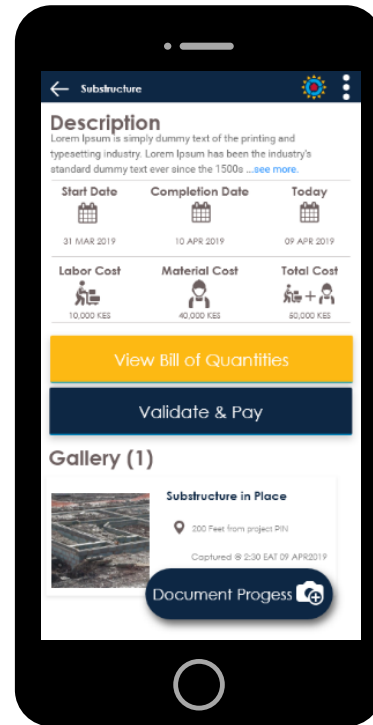 Substructure
Description
Lorem Ipsum is simply dummy text of the printing and
typesetting industry. Lorem Ipsum has been the industry's
standard dummy text ever since the 1500s ...see more.
Start Date Completion Date Today
31 MAR 2019 10 APR 2019 09 APR 2019
Labor Cost Material Cost Total Cost
10,000 KES 40,000 KES 50,000 KES
View Bill of Quantities
Validate & Pay
Gallery (1)
Substructure in Place
200 Feet from project PIN
Captured @ 2:30 EAT 09 APR2019
Document Progess